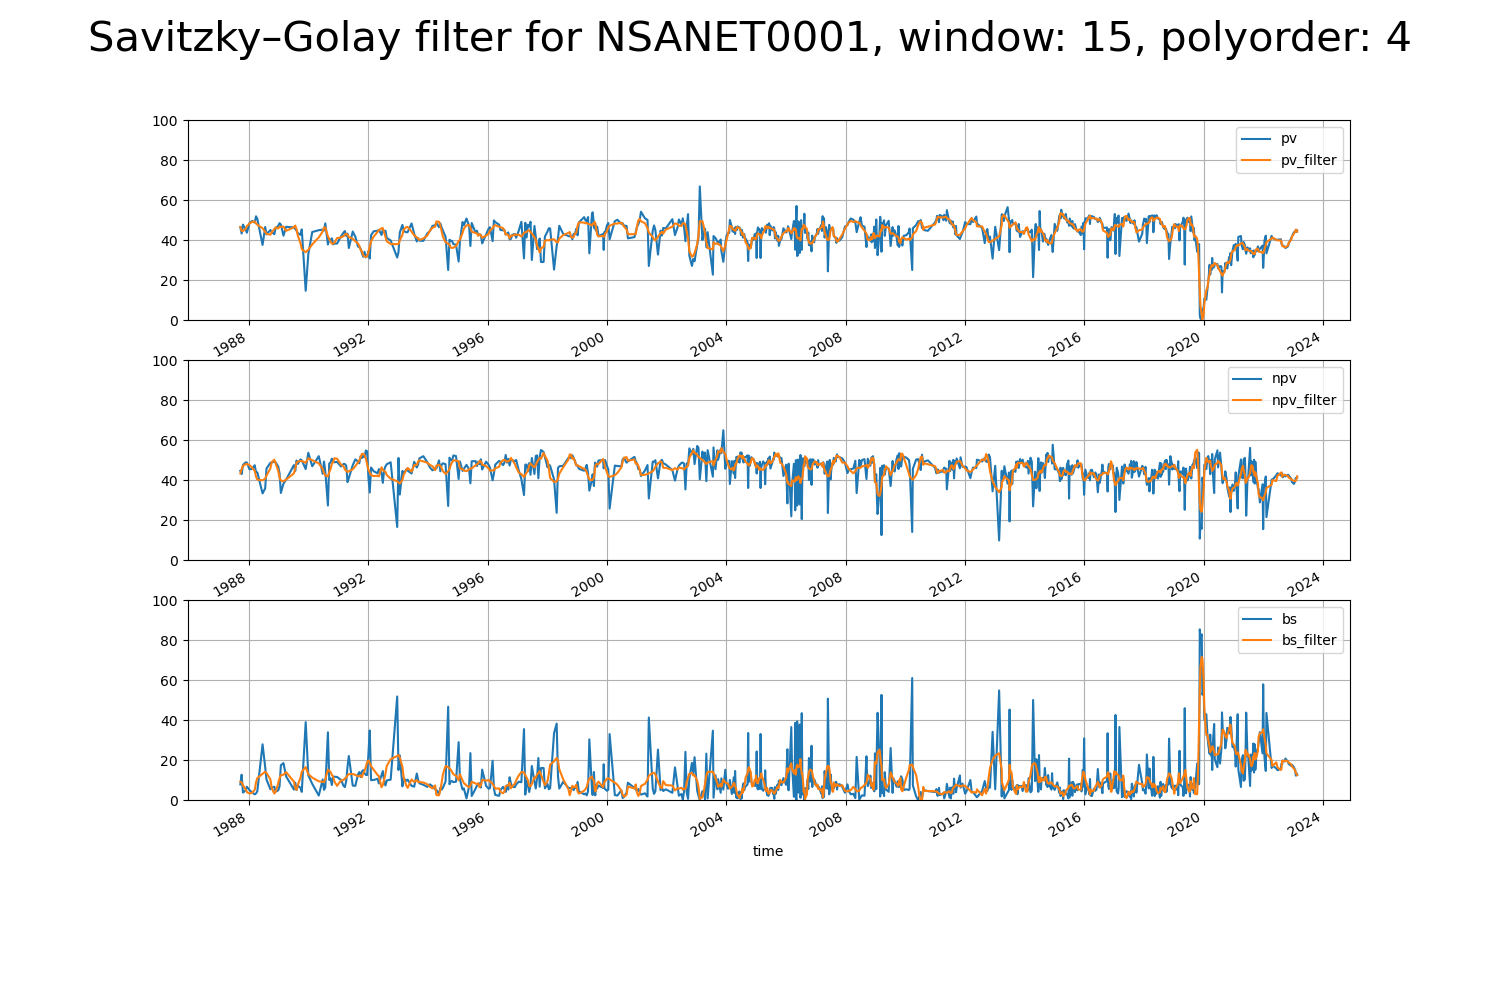 Savitzky–Golay filter for NSANET0001, window: 15, polyorder: 4
100
80
60
40
20
0
pv
pv_filter
1988 1992 1996 2000 2004 2008 2012 2016 2020 2024
100
80
60
40
20
0
npv
npv_filter
1988 1992 1996 2000 2004 2008 2012 2016 2020 2024
100
80
60
40
20
0
bs
bs_filter
1988 1992 1996 2000 2004 2008 2012 2016 2020 2024
time